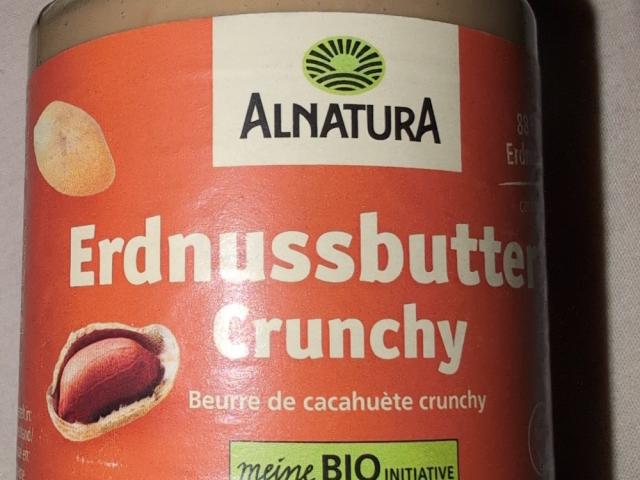 ALNATURA
Erdnussbutter
Crunchy
Beurre de cacahuète crunchy
meine BIO INITIATIVE